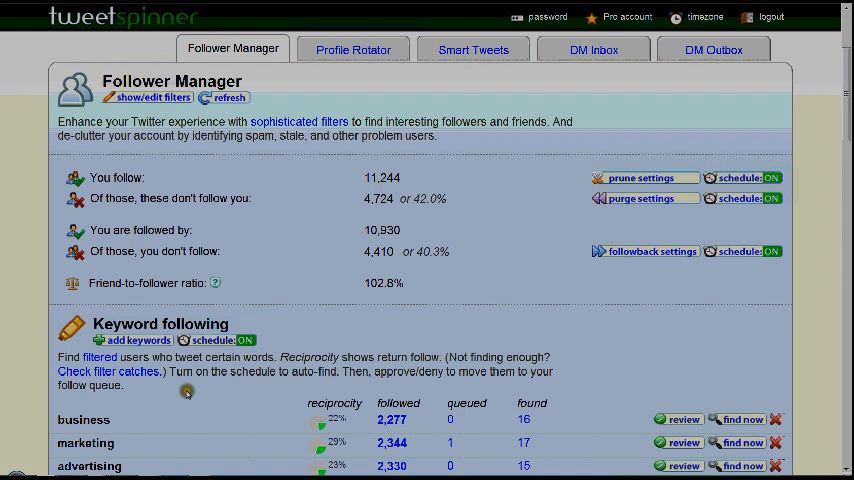 tweetspinner
password Pro account timezone logout
Follower Manager Profile Rotator Smart Tweets DM Inbox DM Outbox
Follower Manager
show/edit filters refresh
Enhance your Twitter experience with sophisticated filters to find interesting followers and friends. And
de-clutter your account by identifying spam, stale, and other problem users.
You follow: 11,244 prune settings schedule: ON
Of those, these don't follow you: 4,724 or 42.0% purge settings schedule: ON
You are followed by: 10,930
Of those, you don't follow: 4,410 or 40.3% followback settings schedule: ON
Friend-to-follower ratio: ? 102.8%
Keyword following
add keywords schedule: ON
Find filtered users who tweet certain words. Reciprocity shows return follow. (Not finding enough?
Check filter catches.) Turn on the schedule to auto-find. Then, approve/deny to move them to your
follow queue.
reciprocity followed queued found
business 22% 2,277 0 16 review find now
marketing 29% 2,344 1 17 review find now
advertising 23% 2,330 0 15 review find now